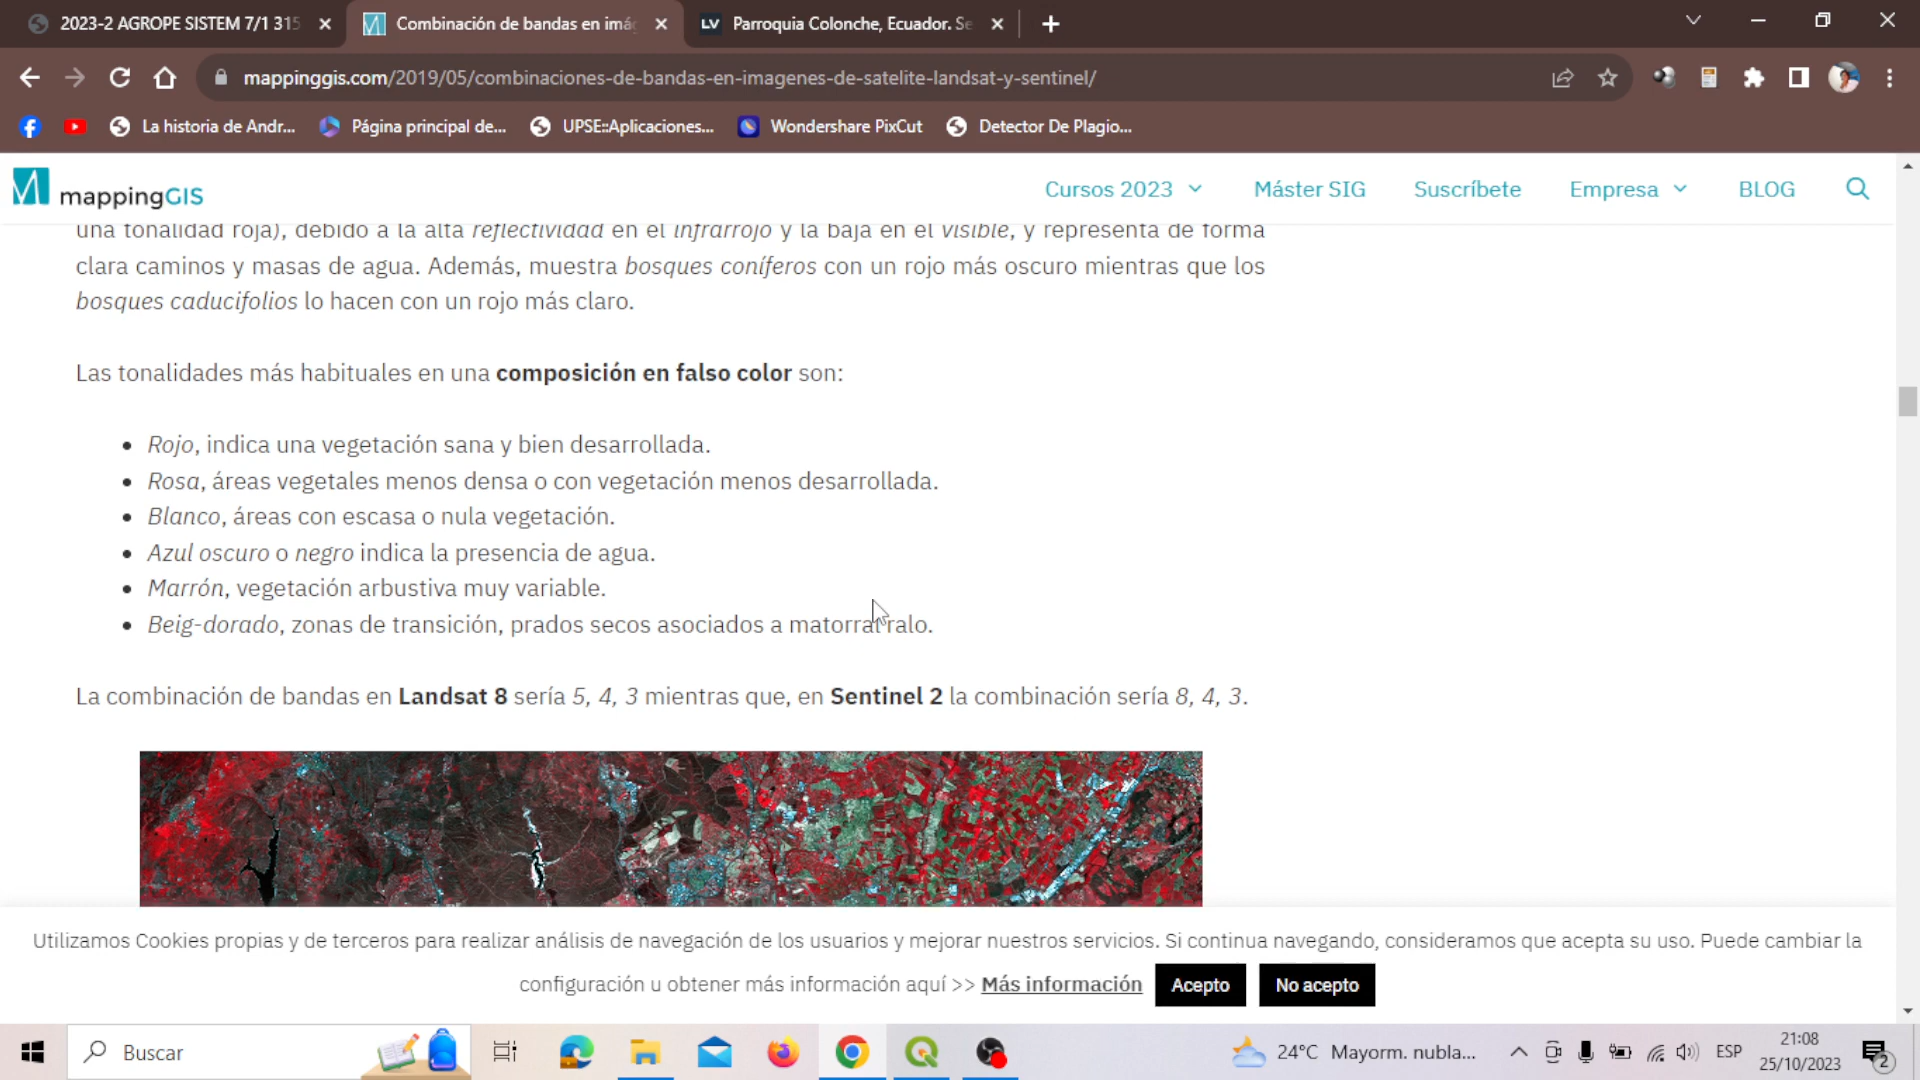 2023-2 AGROPE SISTEM 7/1 315
Combinación de bandas en imág
Parroquia Colonche, Ecuador. Se
mappinggis.com/2019/05/combinaciones-de-bandas-en-imagenes-de-satelite-landsat-y-sentinel/
La historia de Andr...
Página principal de...
UPSE::Aplicaciones...
Wondershare PixCut
Detector De Plagio...
mappingGIS
Cursos 2023
Máster SIG
Suscríbete
Empresa
BLOG
una tonalidad roja), debido a la alta reflectividad en el infrarrojo y la baja en el visible, y representa de forma
clara caminos y masas de agua. Además, muestra bosques coníferos con un rojo más oscuro mientras que los
bosques caducifolios lo hacen con un rojo más claro.
Las tonalidades más habituales en una composición en falso color son:
Rojo, indica una vegetación sana y bien desarrollada.
Rosa, áreas vegetales menos densa o con vegetación menos desarrollada.
Blanco, áreas con escasa o nula vegetación.
Azul oscuro o negro indica la presencia de agua.
Marrón, vegetación arbustiva muy variable.
Beig-dorado, zonas de transición, prados secos asociados a matorral ralo.
La combinación de bandas en Landsat 8 sería 5, 4, 3 mientras que, en Sentinel 2 la combinación sería 8, 4, 3.
Utilizamos Cookies propias y de terceros para realizar análisis de navegación de los usuarios y mejorar nuestros servicios. Si continua navegando, consideramos que acepta su uso. Puede cambiar la
configuración u obtener más información aquí >> Más información
Acepto
No acepto
Buscar
24°C Mayorm. nubla...
ESP
21:08
25/10/2023
2